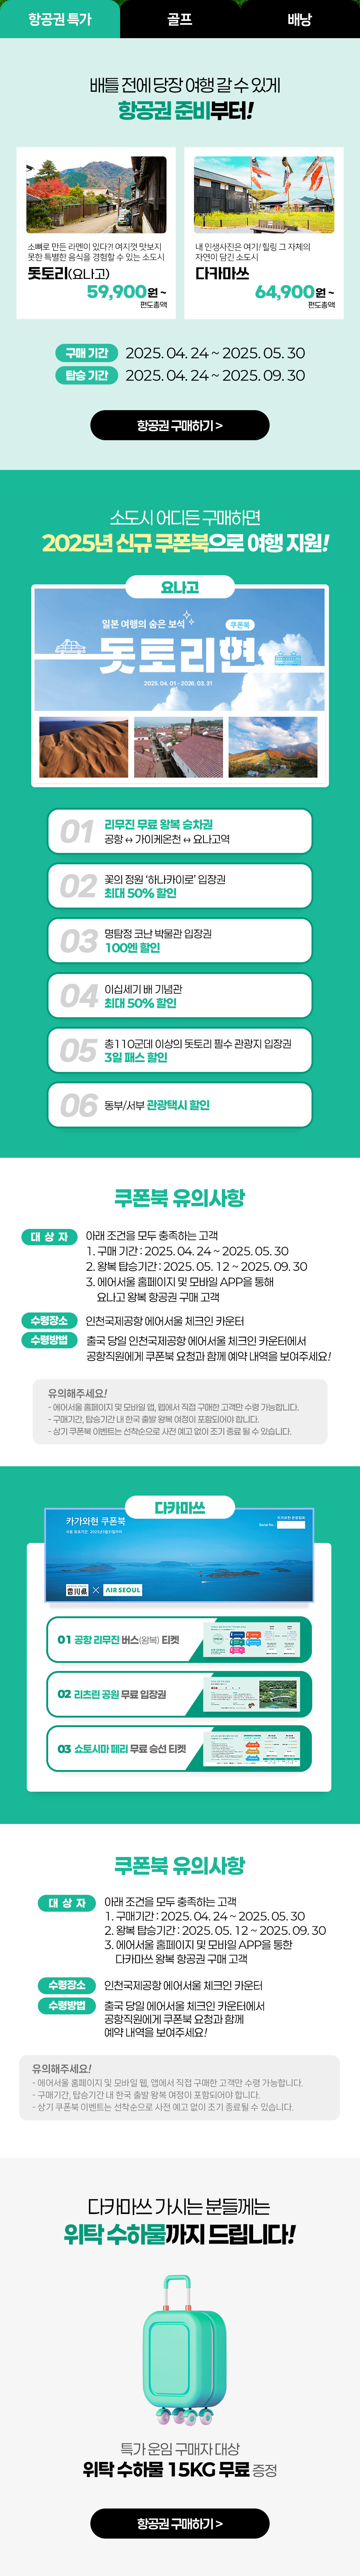 항공권 특가
골프
배낭
배틀 전에 당장 여행 갈 수 있게
항공권 준비부터!
소뼈로 만든 라멘이 있다?! 여지껏 맛보지
못한 특별한 음식을 경험할 수 있는 소도시
돗토리(요나고)
59,900원 ~
편도총액
내 인생사진은 여기! 힐링 그 자체의
자연이 담긴 소도시
다카마쓰
64,900원 ~
편도총액
구매 기간 2025. 04. 24 ~ 2025. 05. 30
탑승 기간 2025. 04. 24 ~ 2025. 09. 30
항공권 구매하기 >
소도시 어디든 구매하면
2025년 신규 쿠폰북으로 여행 지원!
요나고
일본 여행의 숨은 보석
쿠폰북
돗토리현
2025. 04. 01 - 2026. 03. 31
01 리무진 무료 왕복 승차권
공항 ↔ 가이케온천 ↔ 요나고역
02 꽃의 정원 ‘하나카이로’ 입장권
최대 50% 할인
03 명탐정 코난 박물관 입장권
100엔 할인
04 이십세기 배 기념관
최대 50% 할인
05 총 110군데 이상의 돗토리 필수 관광지 입장권
3일 패스 할인
06 동부/서부 관광택시 할인
쿠폰북 유의사항
대 상 자 아래 조건을 모두 충족하는 고객
1. 구매 기간 : 2025. 04. 24 ~ 2025. 05. 30
2. 왕복 탑승기간 : 2025. 05. 12 ~ 2025. 09. 30
3. 에어서울 홈페이지 및 모바일 APP을 통해
요나고 왕복 항공권 구매 고객
수령장소 인천국제공항 에어서울 체크인 카운터
수령방법 출국 당일 인천국제공항 에어서울 체크인 카운터에서
공항직원에게 쿠폰북 요청과 함께 예약 내역을 보여주세요!
유의해주세요!
- 에어서울 홈페이지 및 모바일 앱, 웹에서 직접 구매한 고객만 수령 가능합니다.
- 구매기간, 탑승기간 내 한국 출발 왕복 여정이 포함되어야 합니다.
- 상기 쿠폰북 이벤트는 선착순으로 사전 예고 없이 조기 종료 될 수 있습니다.
다카마쓰
카가와현 쿠폰북
Serial No.
香川県 × AIR SEOUL
01 공항 리무진 버스(왕복) 티켓
02 리츠린 공원 무료 입장권
03 쇼도시마 페리 무료 승선 티켓
쿠폰북 유의사항
대 상 자 아래 조건을 모두 충족하는 고객
1. 구매기간 : 2025. 04. 24 ~ 2025. 05. 30
2. 왕복 탑승기간 : 2025. 05. 12 ~ 2025. 09. 30
3. 에어서울 홈페이지 및 모바일 APP을 통한
다카마쓰 왕복 항공권 구매 고객
수령장소 인천국제공항 에어서울 체크인 카운터
수령방법 출국 당일 에어서울 체크인 카운터에서
공항직원에게 쿠폰북 요청과 함께
예약 내역을 보여주세요!
유의해주세요!
- 에어서울 홈페이지 및 모바일 웹, 앱에서 직접 구매한 고객만 수령 가능합니다.
- 구매기간, 탑승기간 내 한국 출발 왕복 여정이 포함되어야 합니다.
- 상기 쿠폰북 이벤트는 선착순으로 사전 예고 없이 조기 종료될 수 있습니다.
다카마쓰 가시는 분들께는
위탁 수하물까지 드립니다!
특가 운임 구매자 대상
위탁 수하물 15KG 무료 증정
항공권 구매하기 >